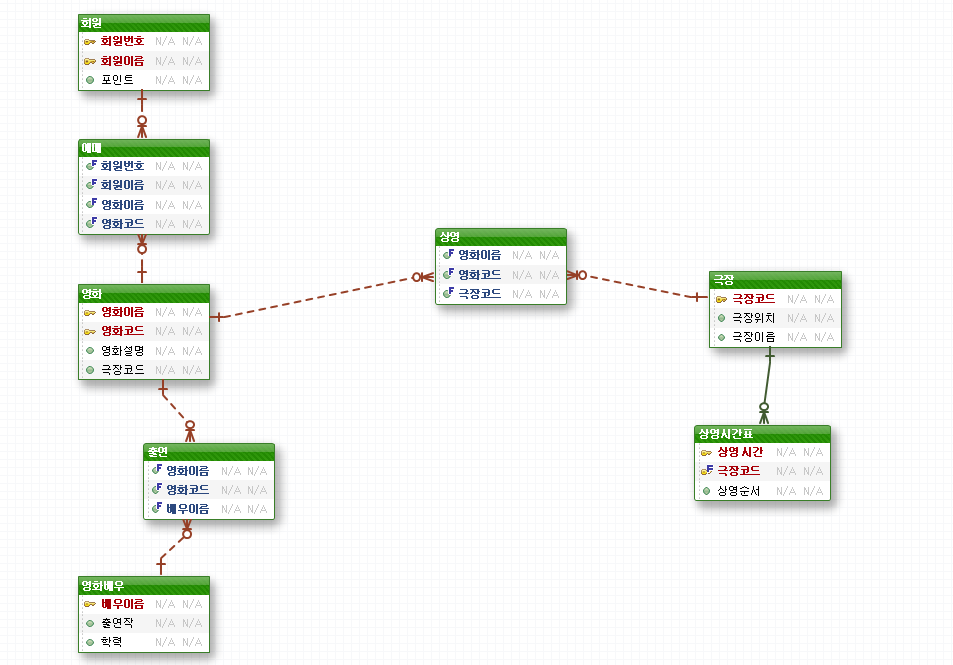 회원
회원번호 N/A N/A
회원이름 N/A N/A
포인트 N/A N/A
예매
회원번호 N/A N/A
회원이름 N/A N/A
영화이름 N/A N/A
영화코드 N/A N/A
영화
영화이름 N/A N/A
영화코드 N/A N/A
영화설명 N/A N/A
극장코드 N/A N/A
출연
영화이름 N/A N/A
영화코드 N/A N/A
배우이름 N/A N/A
영화배우
배우이름 N/A N/A
출연작 N/A N/A
학력 N/A N/A
상영
영화이름 N/A N/A
영화코드 N/A N/A
극장코드 N/A N/A
극장
극장코드 N/A N/A
극장위치 N/A N/A
극장이름 N/A N/A
상영시간표
상영 시간 N/A N/A
극장코드 N/A N/A
상영순서 N/A N/A